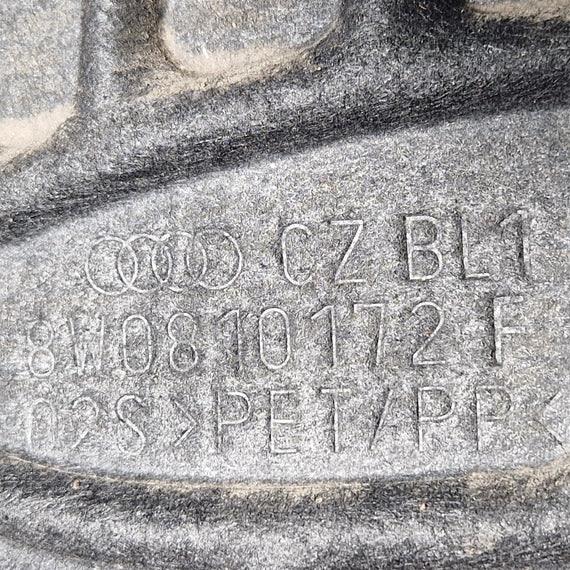 CZ BL1
8W0810172 F
02S >PET/PP<